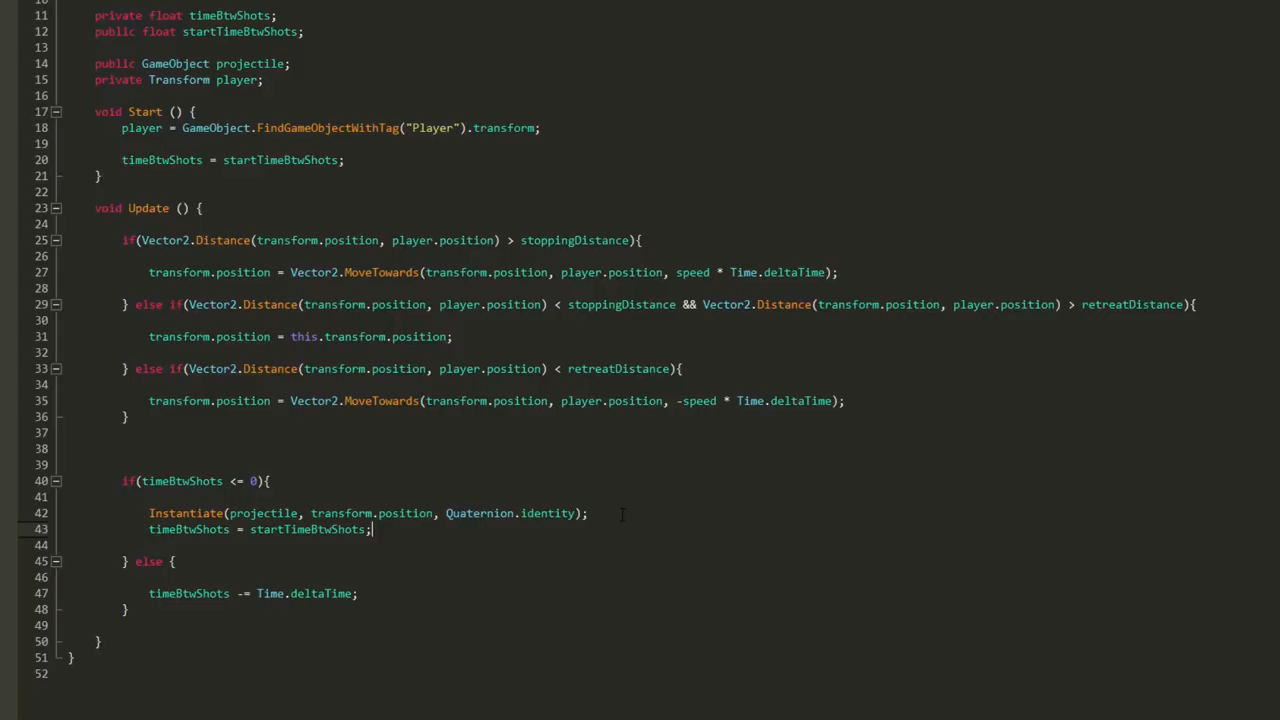 11 private float timeBtwShots;
12 public float startTimeBtwShots;
13
14 public GameObject projectile;
15 private Transform player;
16
17 void Start () {
18 player = GameObject.FindGameObjectWithTag("Player").transform;
19
20 timeBtwShots = startTimeBtwShots;
21 }
22
23 void Update () {
24
25 if(Vector2.Distance(transform.position, player.position) > stoppingDistance){
26
27 transform.position = Vector2.MoveTowards(transform.position, player.position, speed * Time.deltaTime);
28
29 } else if(Vector2.Distance(transform.position, player.position) < stoppingDistance && Vector2.Distance(transform.position, player.position) > retreatDistance){
30
31 transform.position = this.transform.position;
32
33 } else if(Vector2.Distance(transform.position, player.position) < retreatDistance){
34
35 transform.position = Vector2.MoveTowards(transform.position, player.position, -speed * Time.deltaTime);
36 }
37
38
39
40 if(timeBtwShots <= 0){
41
42 Instantiate(projectile, transform.position, Quaternion.identity);
43 timeBtwShots = startTimeBtwShots;
44
45 } else {
46
47 timeBtwShots -= Time.deltaTime;
48 }
49
50 }
51 }
52